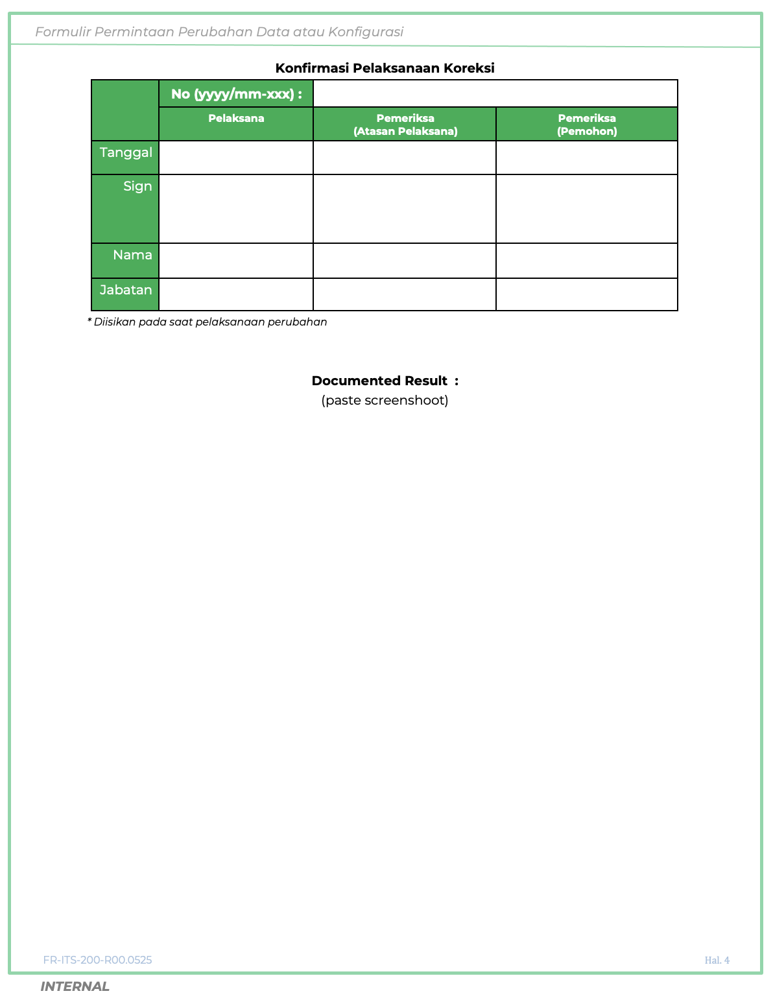 Formulir Permintaan Perubahan Data atau Konfigurasi
Konfirmasi Pelaksanaan Koreksi
No (yyyy/mm-xxx) :
Pelaksana
Pemeriksa
(Atasan Pelaksana)
Pemeriksa
(Pemohon)
Tanggal
Sign
Nama
Jabatan
* Diisikan pada saat pelaksanaan perubahan
Documented Result :
(paste screenshoot)
FR-ITS-200-R00.0525
Hal. 4
INTERNAL